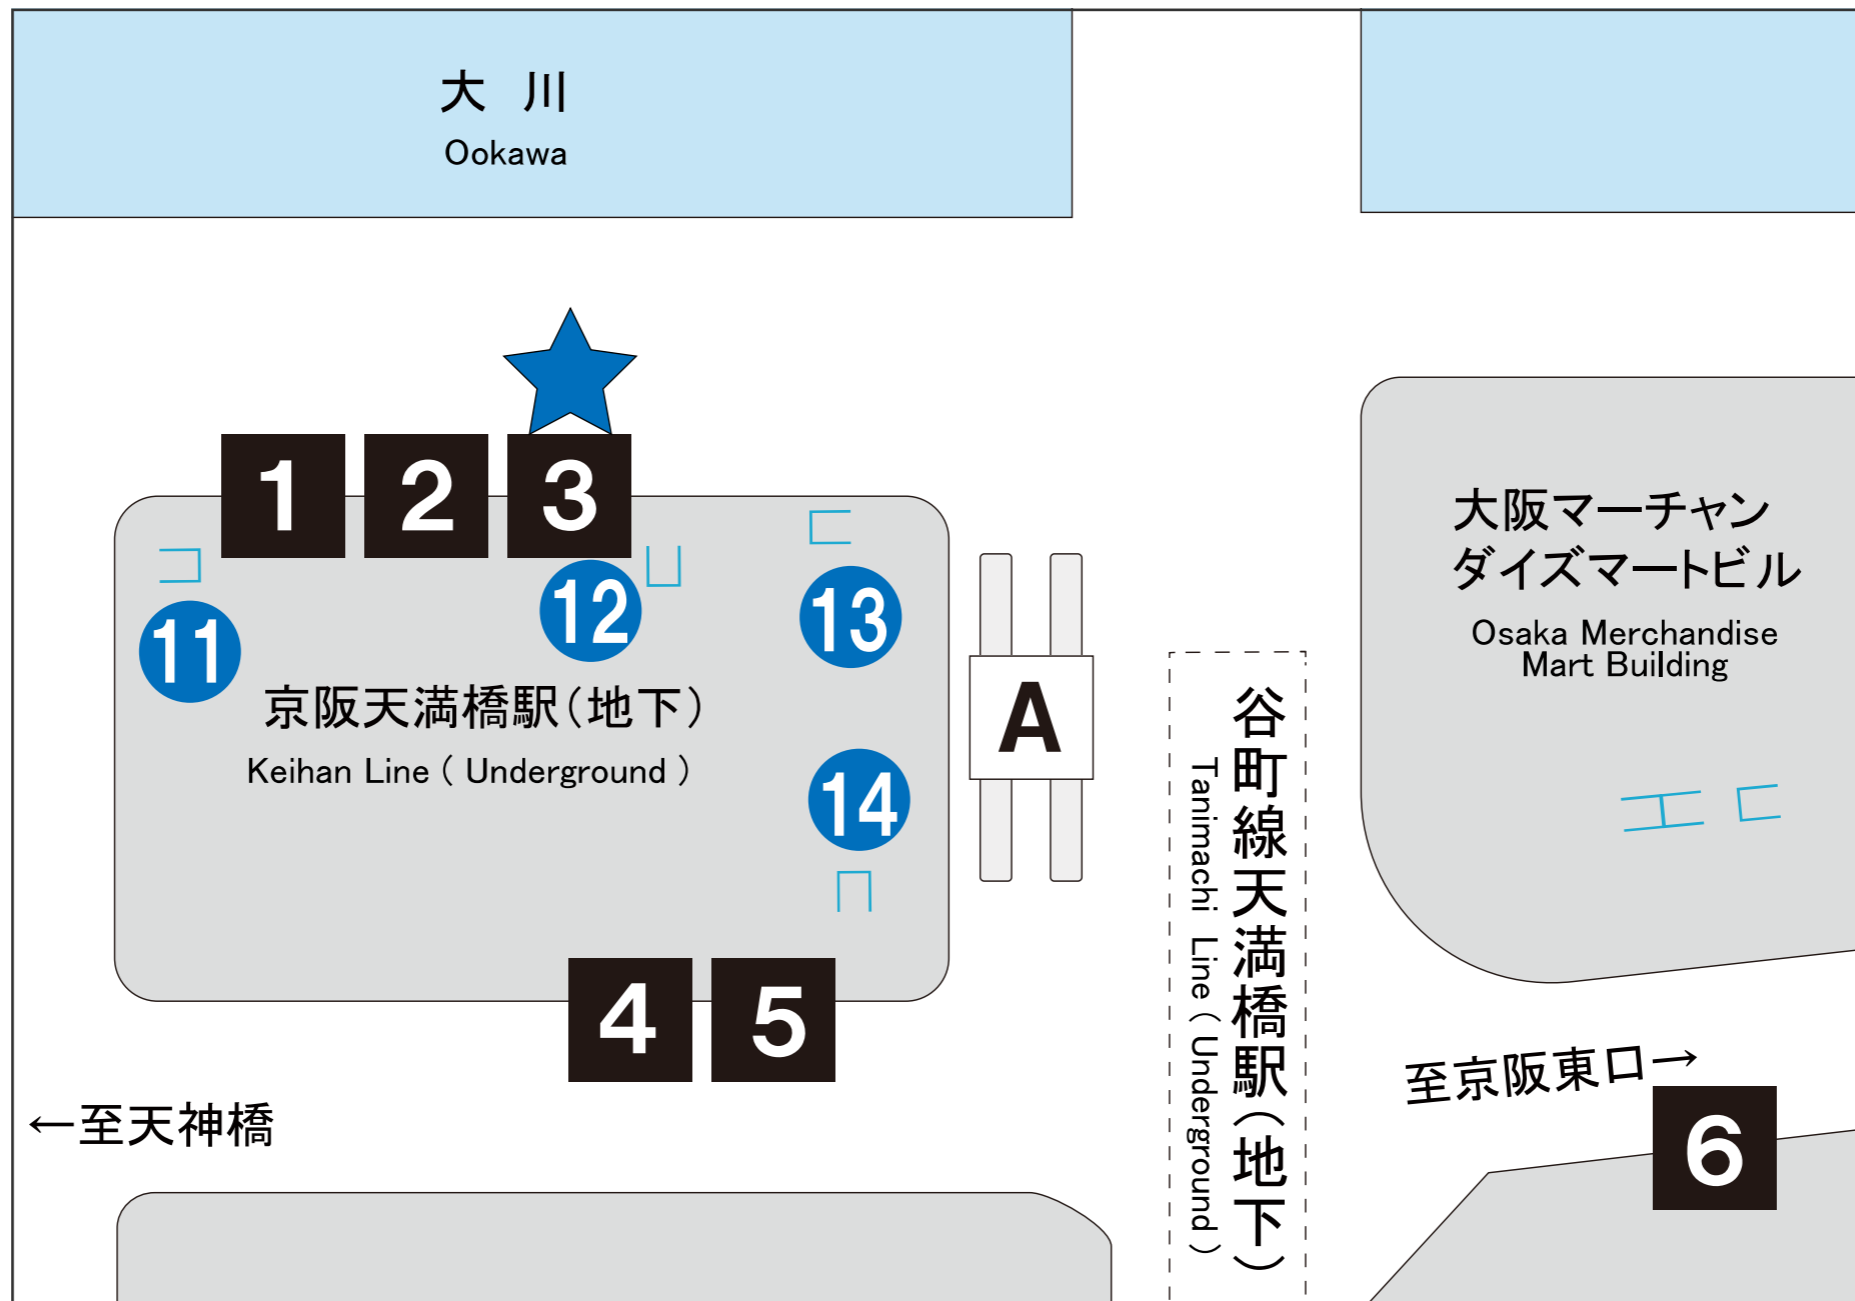 大 川
Ookawa
1
2
3
11
12
13
京阪天満橋駅（地下）
Keihan Line ( Underground )
14
A
谷町線天満橋駅（地下）
Tanimachi Line ( Underground )
大阪マーチャン
ダイズマートビル
Osaka Merchandise
Mart Building
4
5
←至天神橋
至京阪東口→
6